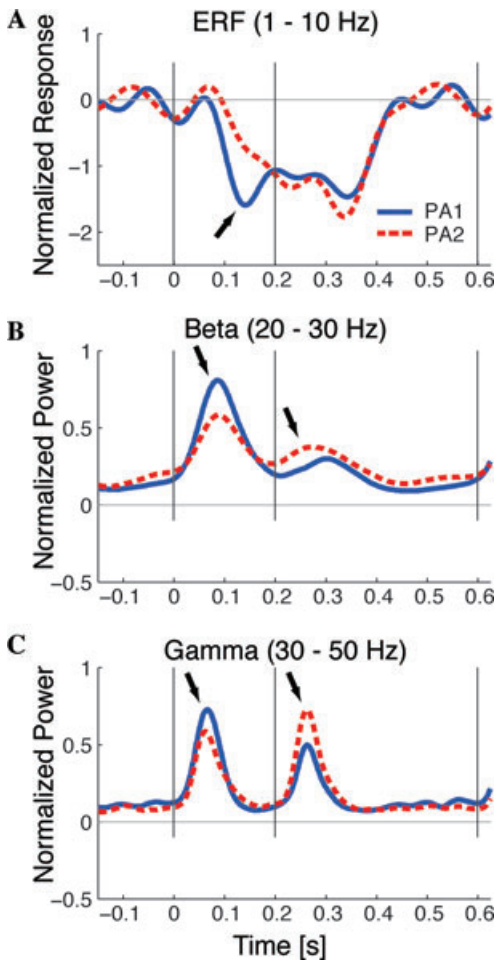 A
ERF (1 - 10 Hz)
Normalized Response
1
0
-1
-2
PA1
PA2
-0.1 0 0.1 0.2 0.3 0.4 0.5 0.6
B
Beta (20 - 30 Hz)
Normalized Power
1
0.5
0
-0.5
-0.1 0 0.1 0.2 0.3 0.4 0.5 0.6
C
Gamma (30 - 50 Hz)
Normalized Power
1
0.5
0
-0.5
-0.1 0 0.1 0.2 0.3 0.4 0.5 0.6
Time [s]